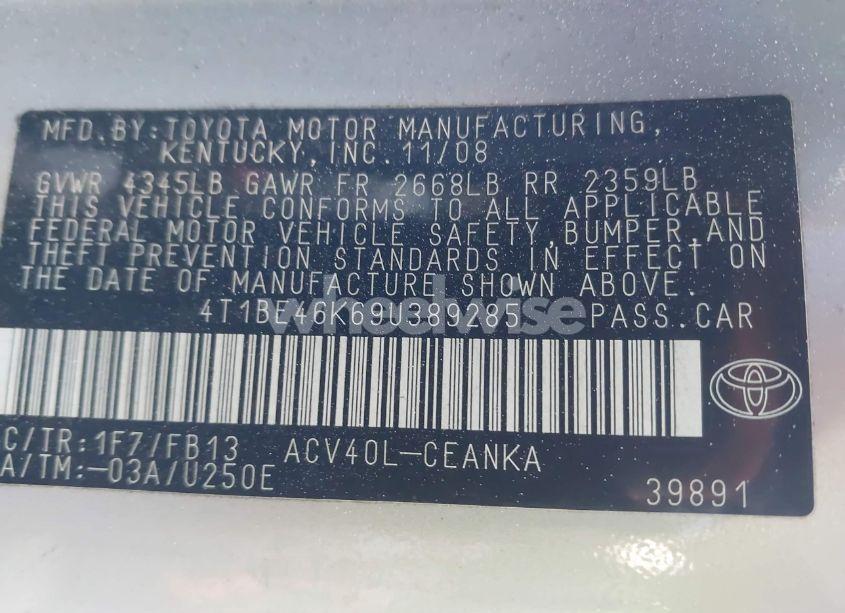 MFD.BY:TOYOTA MOTOR MANUFACTURING,
KENTUCKY,INC.11/08
GVWR 4345LB GAWR FR 2668LB RR 2359LB
THIS VEHICLE CONFORMS TO ALL APPLICABLE
FEDERAL MOTOR VEHICLE SAFETY,BUMPER,AND
THEFT PREVENTION STANDARDS IN EFFECT ON
THE DATE OF MANUFACTURE SHOWN ABOVE.
wheelwise
4T1BE46K69U389285 PASS.CAR
C/TR:1F7/FB13 ACV40L-CEANKA
A/TM:-03A/U250E
39891